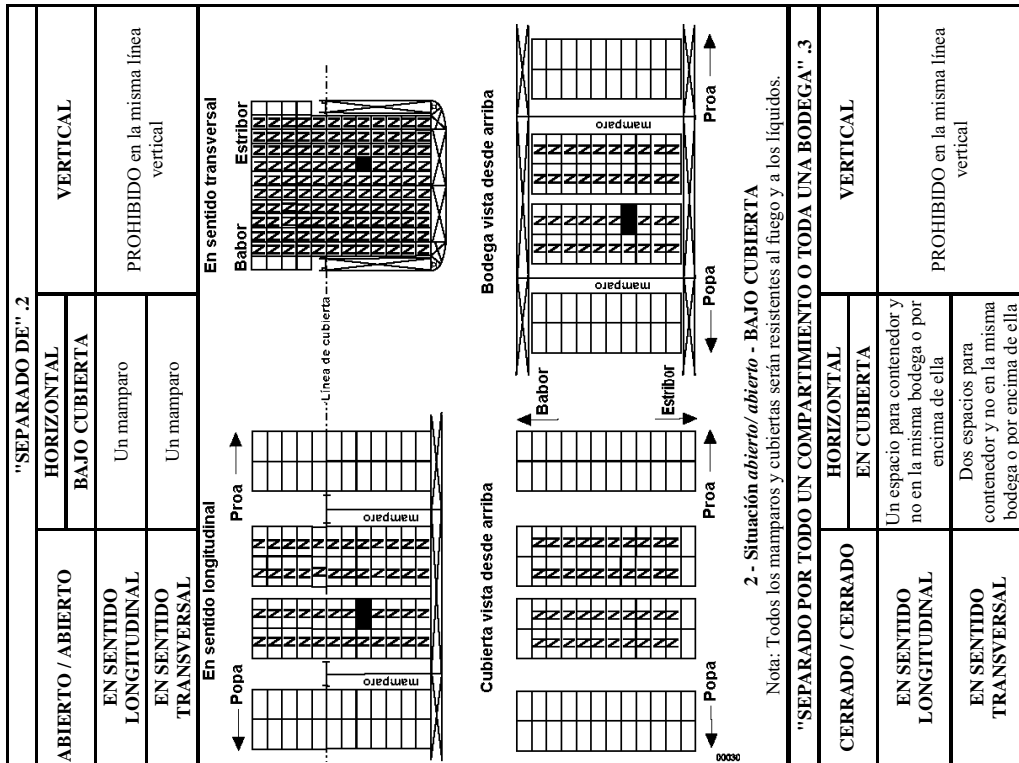 "SEPARADO DE" .2
ABIERTO / ABIERTO
HORIZONTAL
VERTICAL
BAJO CUBIERTA
EN SENTIDO
LONGITUDINAL
Un mamparo
PROHIBIDO en la misma línea
vertical
EN SENTIDO
TRANSVERSAL
Un mamparo
En sentido longitudinal
Popa
Proa
mamparo
mamparo
Línea de cubierta
En sentido transversal
Babor
Estribor
Cubierta vista desde arriba
Popa
Proa
Babor
Estribor
Bodega vista desde arriba
mamparo
mamparo
Popa
Proa
00030
2 - Situación abierto/ abierto - BAJO CUBIERTA
Nota: Todos los mamparos y cubiertas serán resistentes al fuego y a los líquidos.
"SEPARADO POR TODO UN COMPARTIMIENTO O TODA UNA BODEGA" .3
CERRADO / CERRADO
HORIZONTAL
VERTICAL
EN CUBIERTA
EN SENTIDO
LONGITUDINAL
Un espacio para contenedor y
no en la misma bodega o por
encima de ella
PROHIBIDO en la misma línea
vertical
EN SENTIDO
TRANSVERSAL
Dos espacios para
contenedor y no en la misma
bodega o por encima de ella